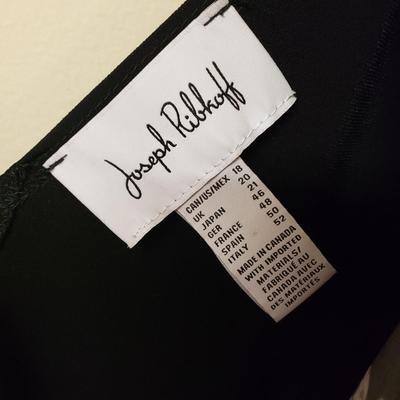 Joseph Ribkoff
CAN/US/MEX 18
UK 20
JAPAN 21
GER 46
FRANCE 48
SPAIN 50
ITALY 52
MADE IN CANADA
WITH IMPORTED
MATERIALS/
FABRIQUÉ AU
CANADA AVEC
DES MATÉRIAUX
IMPORTÉS